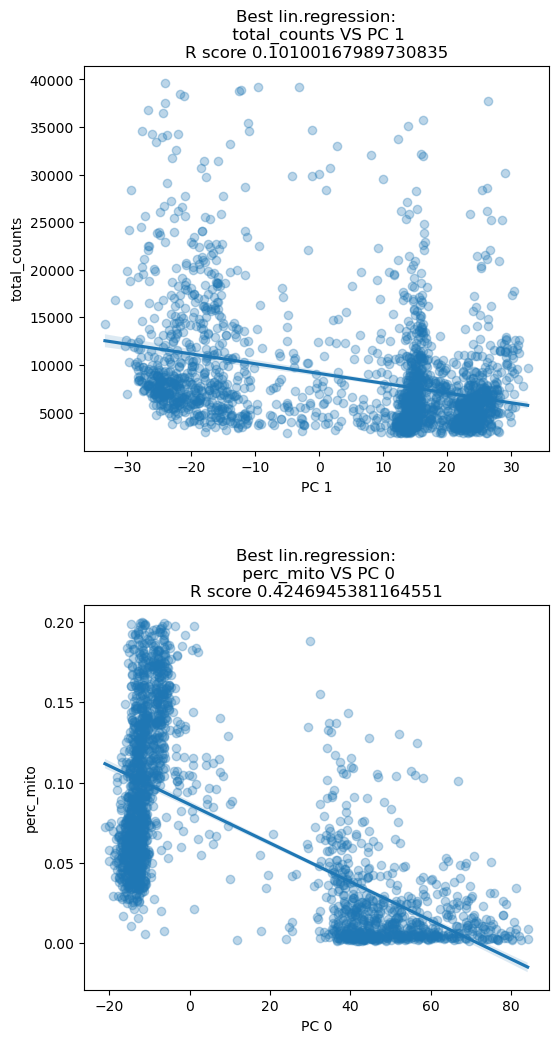 Best lin.regression:
total_counts VS PC 1
R score 0.10100167989730835
40000
35000
30000
25000
20000
15000
10000
5000
total_counts
−30
−20
−10
0
10
20
30
PC 1
Best lin.regression:
perc_mito VS PC 0
R score 0.4246945381164551
0.20
0.15
0.10
0.05
0.00
perc_mito
−20
0
20
40
60
80
PC 0